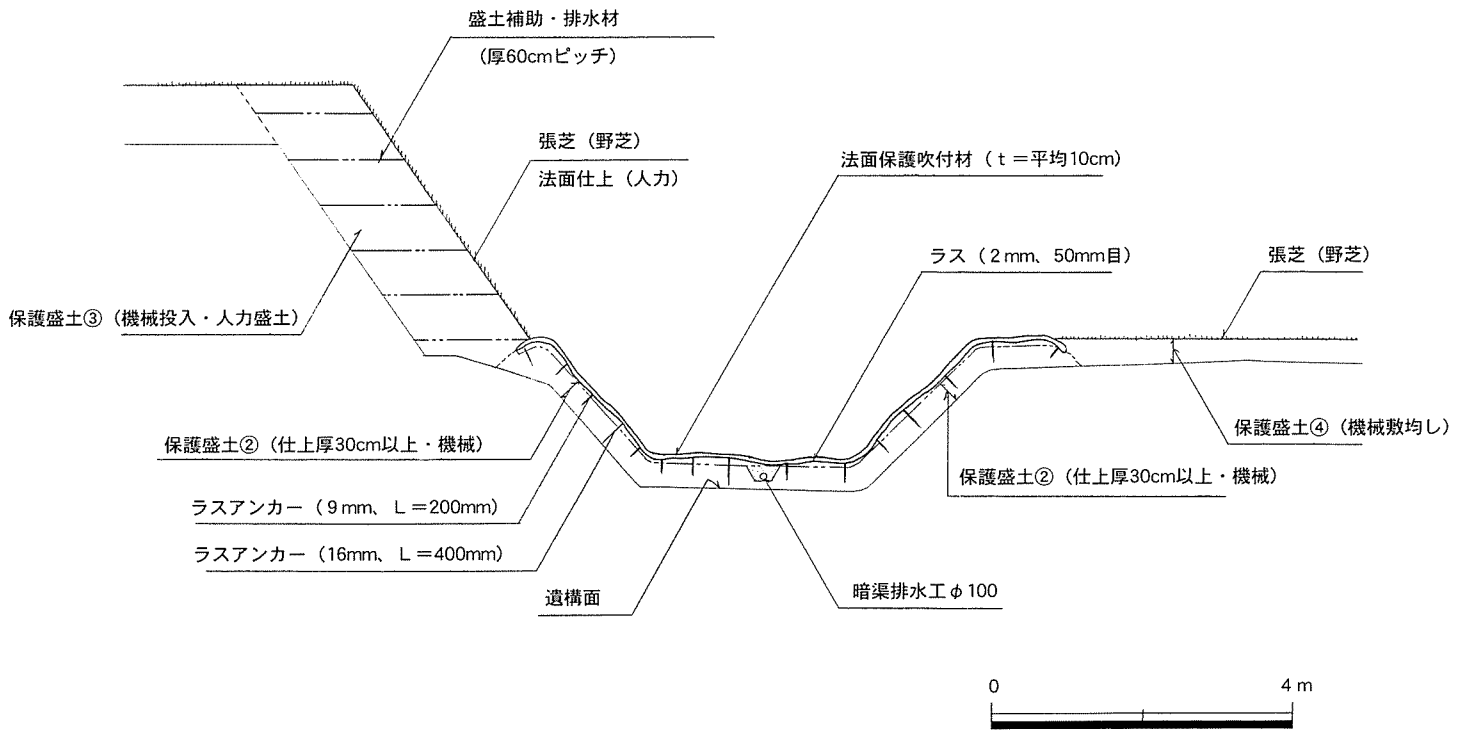 盛土補助・排水材
（厚60cmピッチ）
張芝（野芝）
法面仕上（人力）
法面保護吹付材（ｔ＝平均10cm）
ラス（2mm、50mm目）
張芝（野芝）
保護盛土③（機械投入・人力盛土）
保護盛土②（仕上厚30cm以上・機械）
保護盛土④（機械敷均し）
保護盛土②（仕上厚30cm以上・機械）
ラスアンカー（9mm、Ｌ＝200mm）
ラスアンカー（16mm、Ｌ＝400mm）
遺構面
暗渠排水工φ100
0 4m